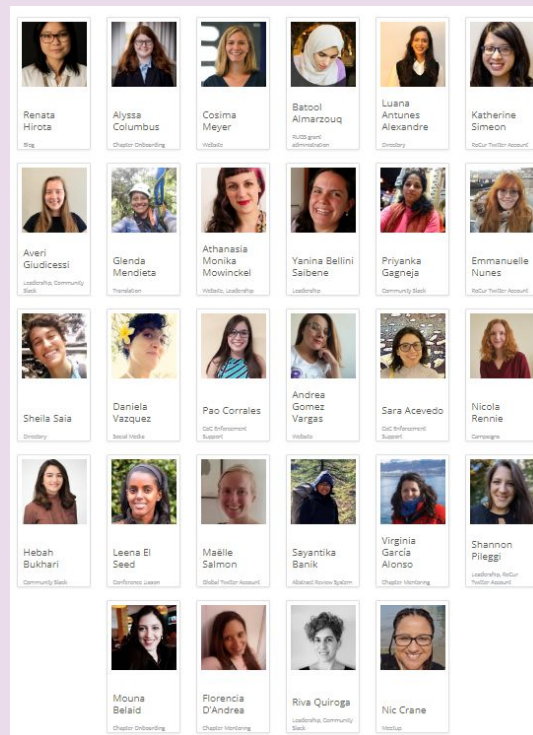 Renata
Hirota
Blog
Alyssa
Columbus
Chapter Onboarding
Cosima
Meyer
Website
Batool
Almarzouq
RUGS grant
administration
Luana
Antunes
Alexandre
Directory
Katherine
Simeon
RoCur Twitter Account
Averi
Giudicessi
Leadership, Community
Slack
Glenda
Mendieta
Translation
Athanasia
Monika
Mowinckel
Website, Leadership
Yanina Bellini
Saibene
Leadership
Priyanka
Gagneja
Community Slack
Emmanuelle
Nunes
RoCur Twitter Account
Sheila Saia
Directory
Daniela
Vazquez
Social Media
Pao Corrales
CoC Enforcement
Support
Andrea
Gomez
Vargas
Website
Sara Acevedo
CoC Enforcement
Support
Nicola
Rennie
Campaigns
Hebah
Bukhari
Community Slack
Leena El
Seed
Conference Liaison
Maëlle
Salmon
Global Twitter Account
Sayantika
Banik
Abstract Review System
Virginia
García
Alonso
Chapter Mentoring
Shannon
Pileggi
Leadership, RoCur
Twitter Account
Mouna
Belaid
Chapter Onboarding
Florencia
D'Andrea
Chapter Mentoring
Riva Quiroga
Leadership, Community
Slack
Nic Crane
Meetup